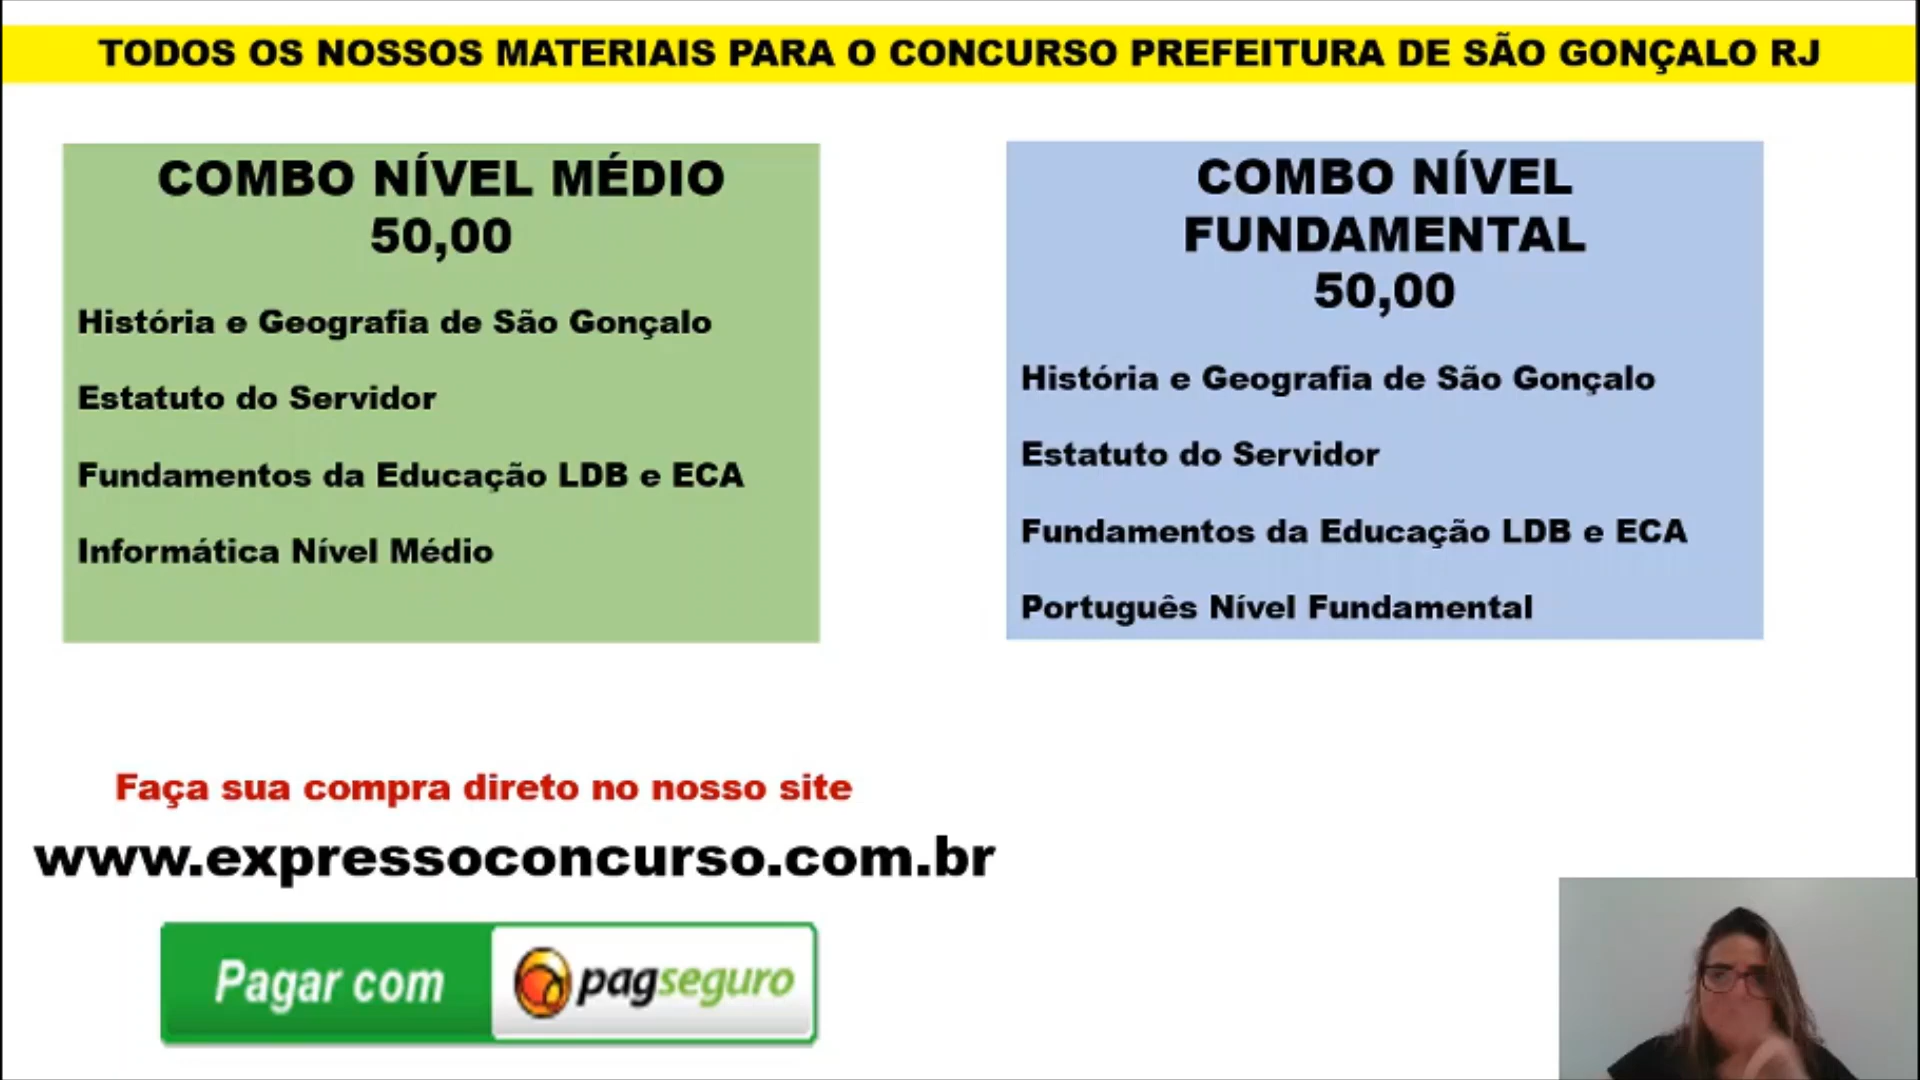 TODOS OS NOSSOS MATERIAIS PARA O CONCURSO PREFEITURA DE SÃO GONÇALO RJ
COMBO NÍVEL MÉDIO
50,00
História e Geografia de São Gonçalo
Estatuto do Servidor
Fundamentos da Educação LDB e ECA
Informática Nível Médio
COMBO NÍVEL
FUNDAMENTAL
50,00
História e Geografia de São Gonçalo
Estatuto do Servidor
Fundamentos da Educação LDB e ECA
Português Nível Fundamental
Faça sua compra direto no nosso site
www.expressoconcurso.com.br
Pagar com pagseguro